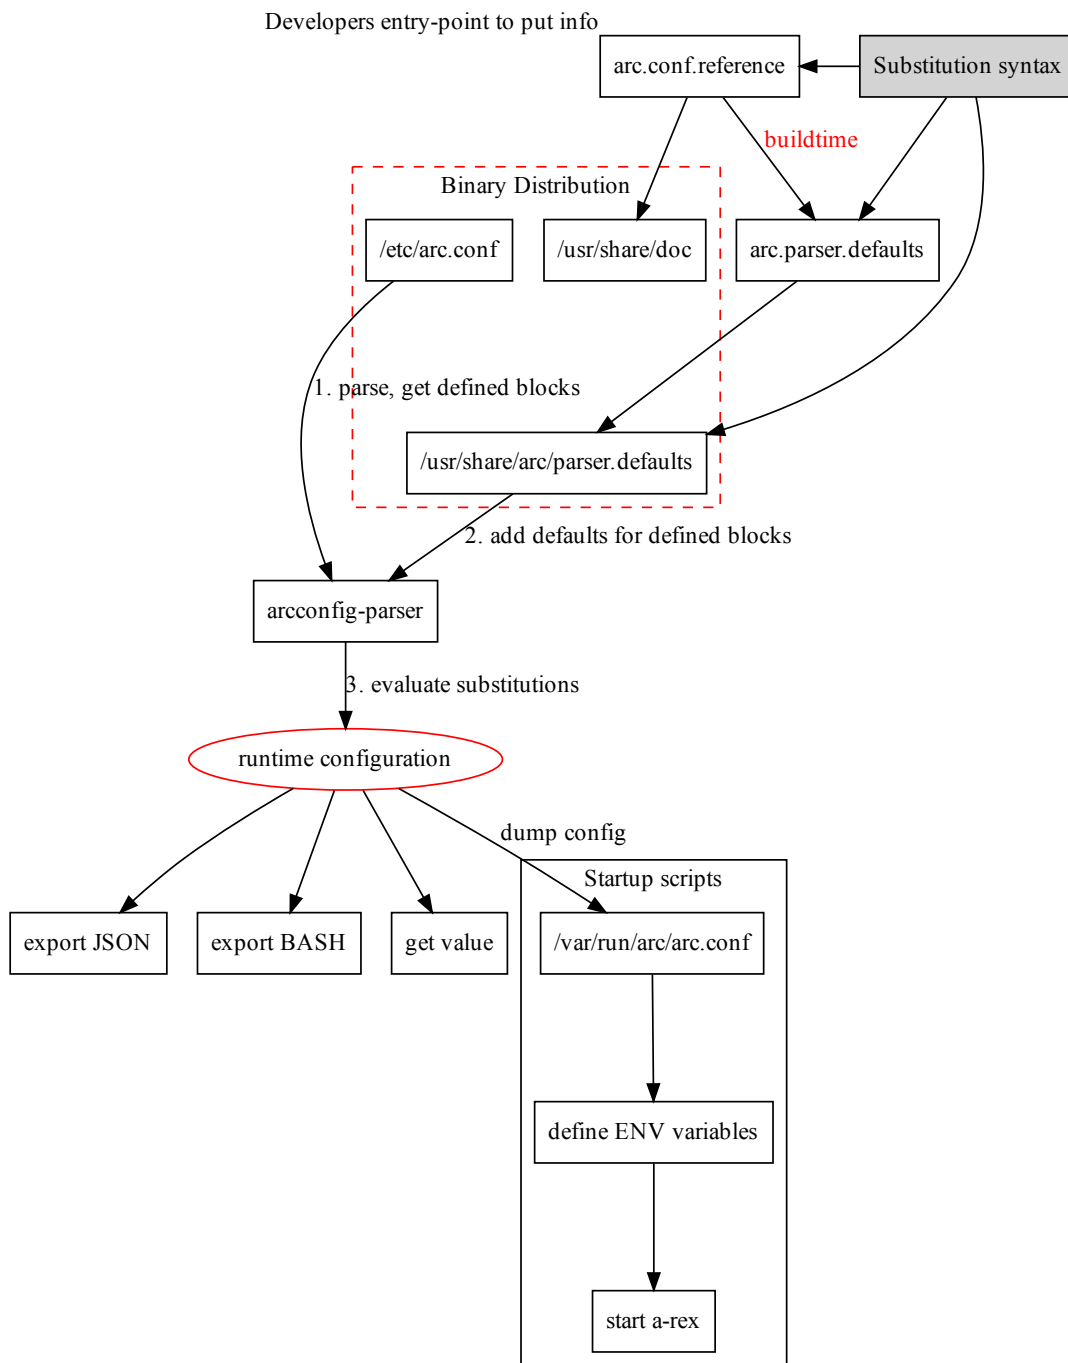 Developers entry-point to put info
arc.conf.reference
Substitution syntax
buildtime
Binary Distribution
/etc/arc.conf
/usr/share/doc
arc.parser.defaults
1. parse, get defined blocks
/usr/share/arc/parser.defaults
2. add defaults for defined blocks
arcconfig-parser
3. evaluate substitutions
runtime configuration
dump config
Startup scripts
export JSON
export BASH
get value
/var/run/arc/arc.conf
define ENV variables
start a-rex